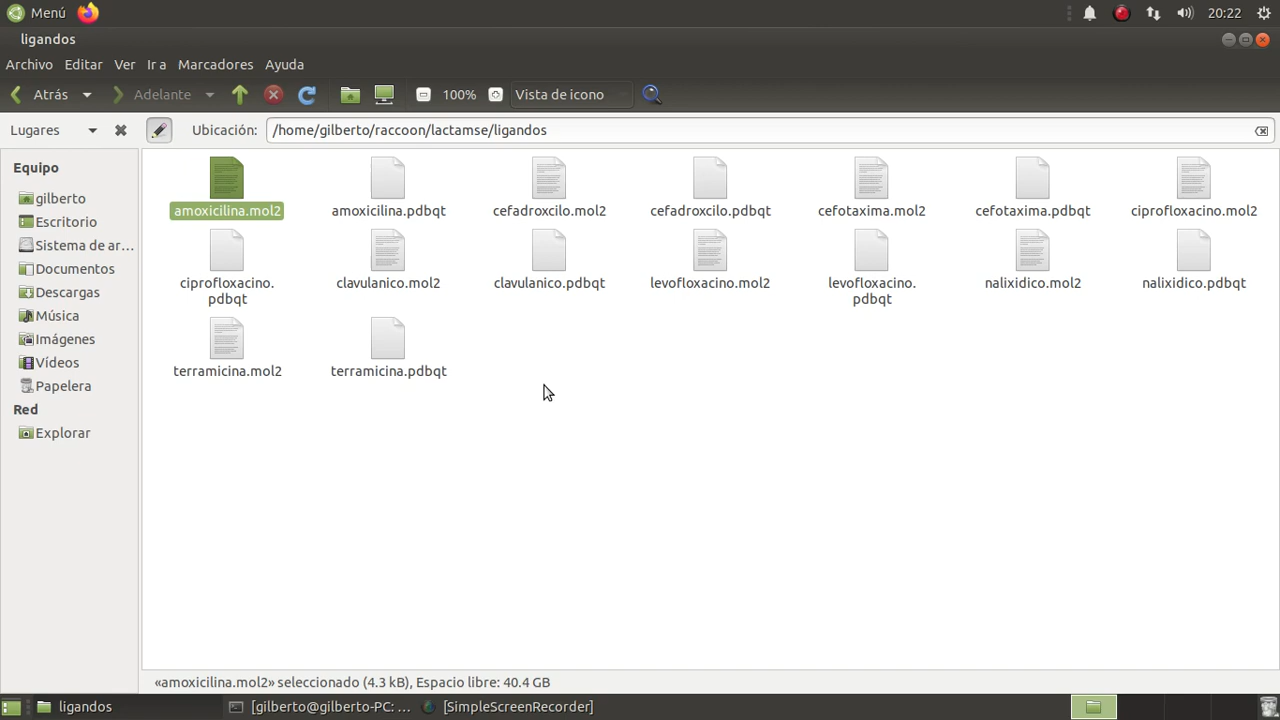 Menú
20:22
ligandos
Archivo Editar Ver Ir a Marcadores Ayuda
Atrás Adelante 100% Vista de icono
Lugares Ubicación: /home/gilberto/raccoon/lactamse/ligandos
Equipo
gilberto
Escritorio
Sistema de ar...
Documentos
Descargas
Música
Imágenes
Vídeos
Papelera
Red
Explorar
amoxicilina.mol2 amoxicilina.pdbqt cefadroxcilo.mol2 cefadroxcilo.pdbqt cefotaxima.mol2 cefotaxima.pdbqt ciprofloxacino.mol2
ciprofloxacino.
pdbqt
clavulanico.mol2 clavulanico.pdbqt levofloxacino.mol2
levofloxacino.
pdbqt
nalixidico.mol2 nalixidico.pdbqt
terramicina.mol2 terramicina.pdbqt
«amoxicilina.mol2» seleccionado (4.3 kB), Espacio libre: 40.4 GB
ligandos [gilberto@gilberto-PC: ... [SimpleScreenRecorder]